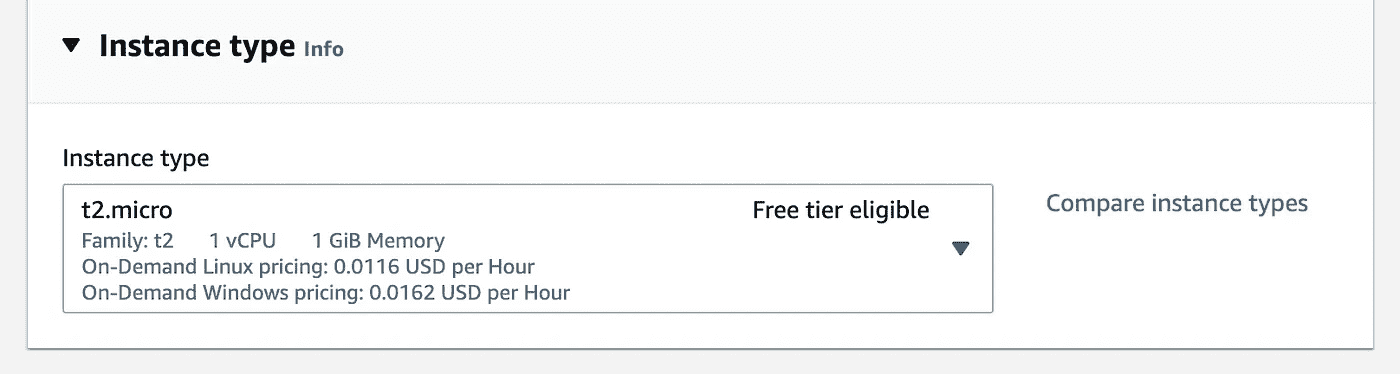 Instance type Info
Instance type
t2.micro Free tier eligible
Compare instance types
Family: t2 1 vCPU 1 GiB Memory
On-Demand Linux pricing: 0.0116 USD per Hour
On-Demand Windows pricing: 0.0162 USD per Hour